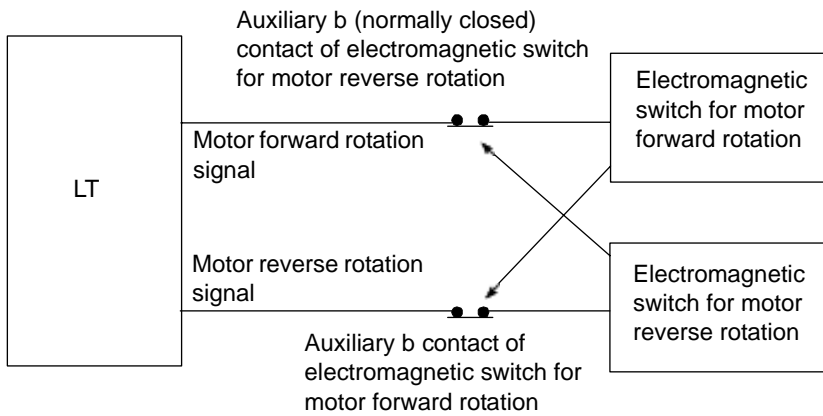 Auxiliary b (normally closed)
contact of electromagnetic switch
for motor reverse rotation
Electromagnetic
switch for motor
forward rotation
Motor forward rotation
signal
LT
Motor reverse rotation
signal
Electromagnetic
switch for motor
reverse rotation
Auxiliary b contact of
electromagnetic switch for
motor forward rotation